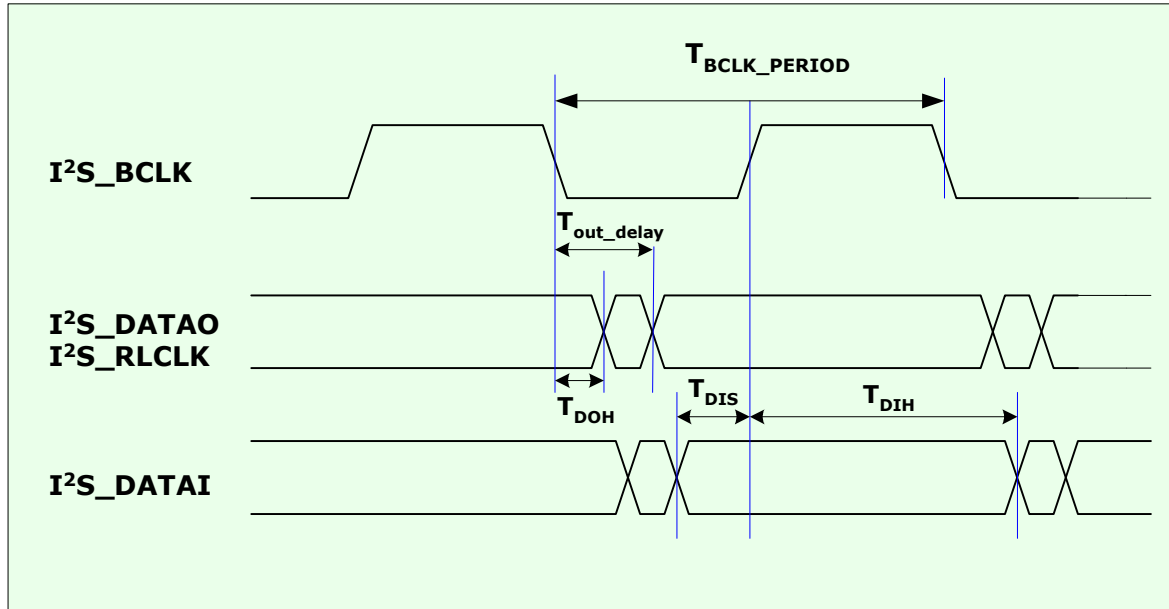 T_BCLK_PERIOD
I²S_BCLK
T_out_delay
I²S_DATAO
I²S_RLCLK
T_DOH
T_DIS
T_DIH
I²S_DATAI